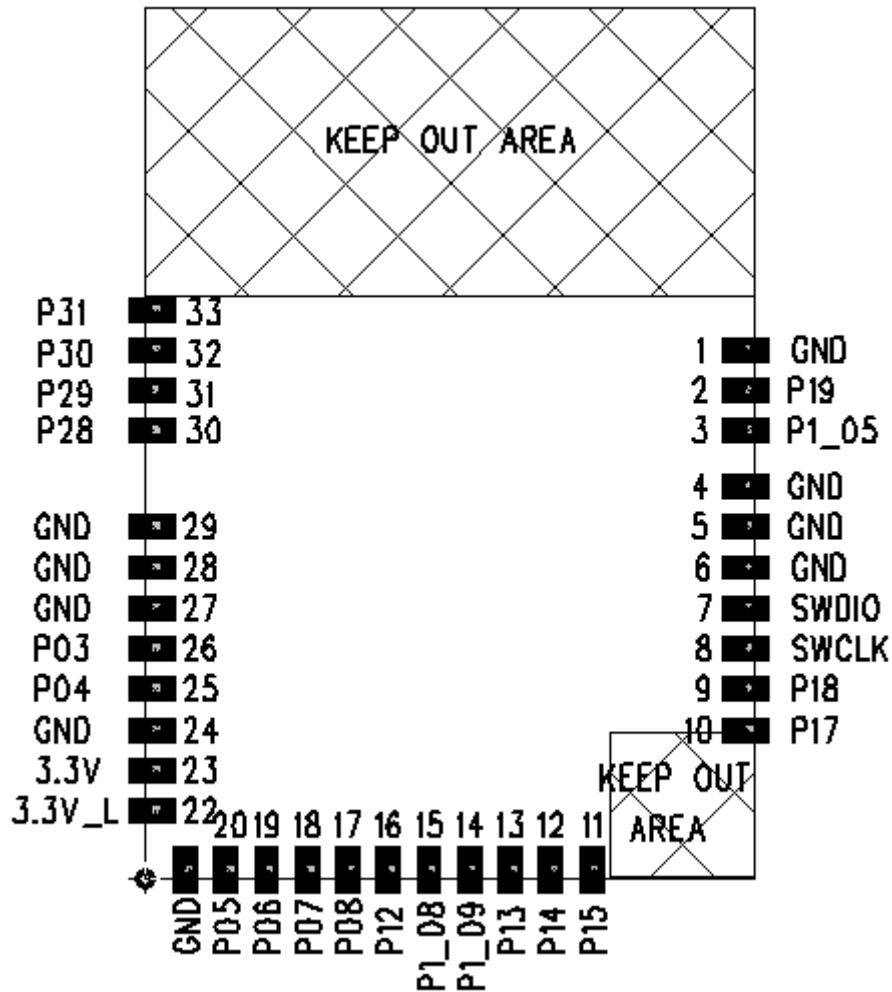 KEEP OUT AREA
P31 33
P30 32
P29 31
P28 30
GND 29
GND 28
GND 27
P03 26
P04 25
GND 24
3.3V 23
3.3V_L 22
1 GND
2 P19
3 P1_05
4 GND
5 GND
6 GND
7 SWDIO
8 SWCLK
9 P18
10 P17
KEEP OUT
AREA
20 19 18 17 16 15 14 13 12 11
GND
P05
P06
P07
P08
P12
P1_08
P1_09
P13
P14
P15